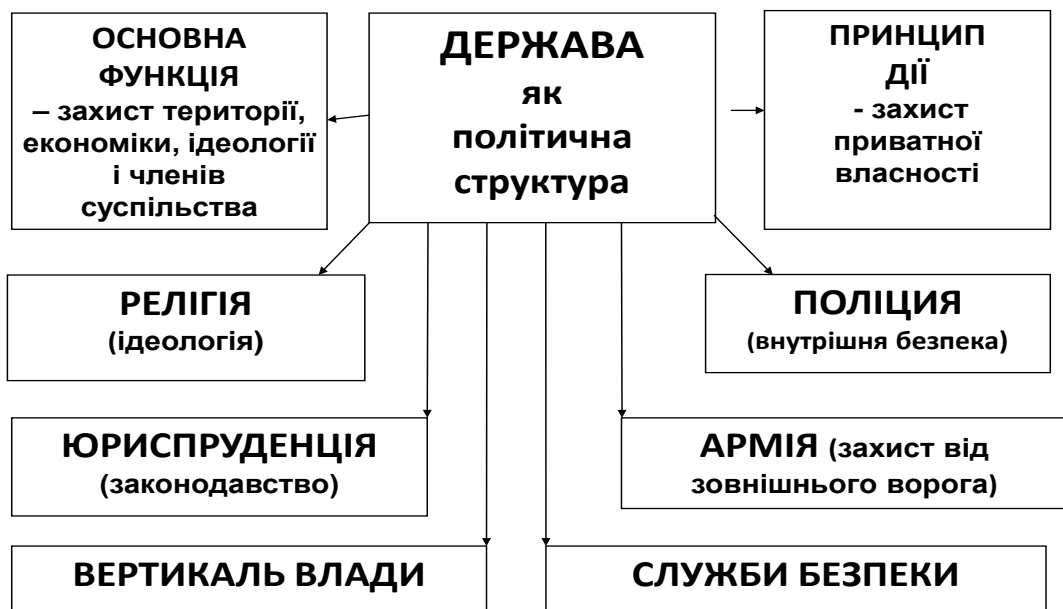 ОСНОВНА
ФУНКЦІЯ
– захист території,
економіки, ідеології
і членів
суспільства
ДЕРЖАВА
як
політична
структура
ПРИНЦИП
ДІЇ
- захист
приватної
власності
РЕЛІГІЯ
(ідеологія)
ПОЛІЦИЯ
(внутрішня безпека)
ЮРИСПРУДЕНЦІЯ
(законодавство)
АРМІЯ (захист від
зовнішнього ворога)
ВЕРТИКАЛЬ ВЛАДИ
СЛУЖБИ БЕЗПЕКИ